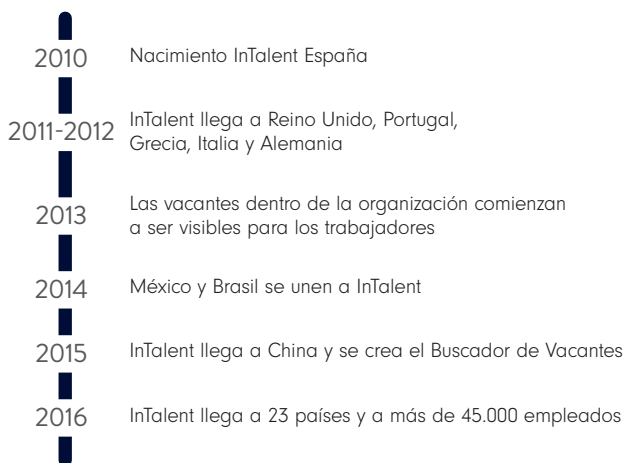 2010
Nacimiento InTalent España
2011-2012
InTalent llega a Reino Unido, Portugal,
Grecia, Italia y Alemania
2013
Las vacantes dentro de la organización comienzan
a ser visibles para los trabajadores
2014
México y Brasil se unen a InTalent
2015
InTalent llega a China y se crea el Buscador de Vacantes
2016
InTalent llega a 23 países y a más de 45.000 empleados